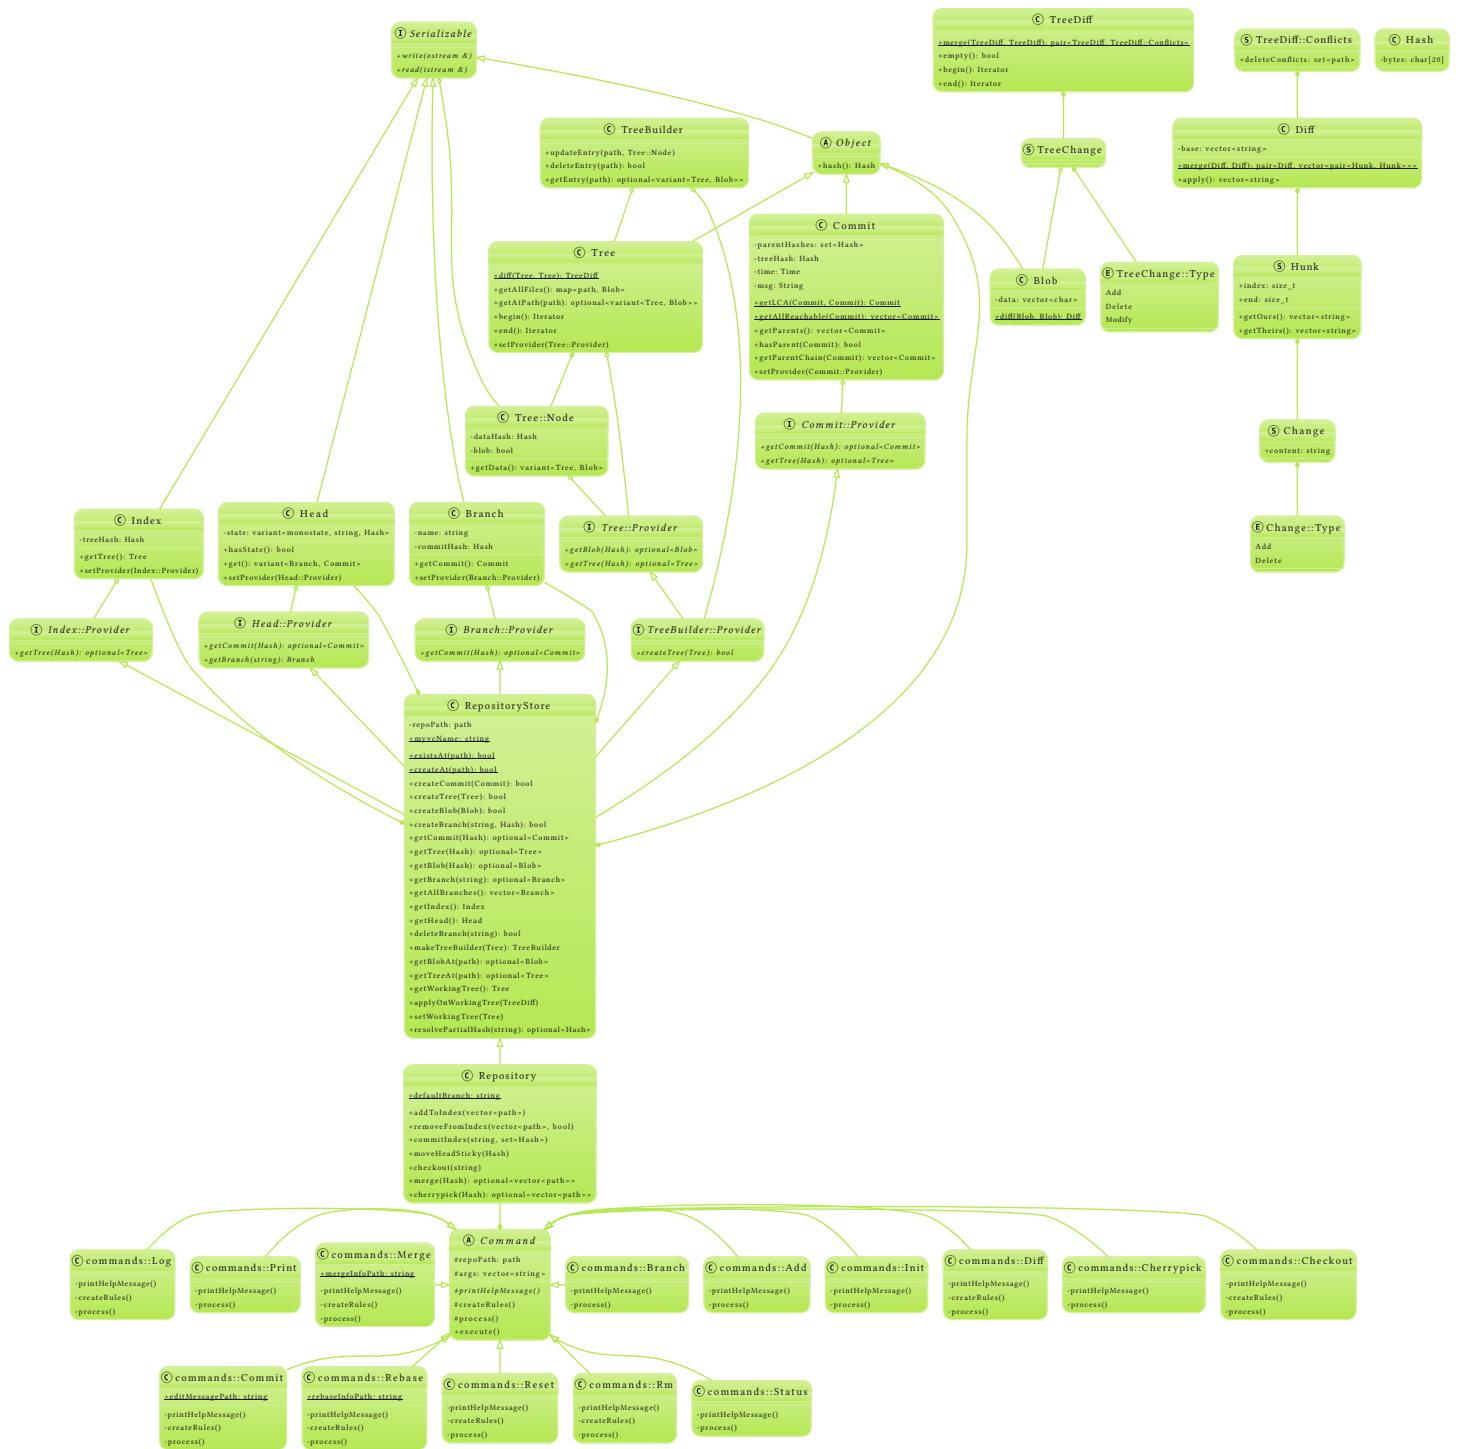 I Serializable
+write(ostream &)
+read(istream &)
C TreeDiff
+merge(TreeDiff, TreeDiff): pair<TreeDiff, TreeDiff::Conflicts>
+empty(): bool
+begin(): Iterator
+end(): Iterator
S TreeDiff::Conflicts
+deleteConflicts: set<path>
C Hash
-bytes: char[20]
C TreeBuilder
+updateEntry(path, Tree::Node)
+deleteEntry(path): bool
+getEntry(path): optional<variant<Tree, Blob>>
A Object
+hash(): Hash
S TreeChange
C Diff
-base: vector<string>
+merge(Diff, Diff): pair<Diff, vector<pair<Hunk, Hunk>>>
+apply(): vector<string>
C Tree
+diff(Tree, Tree): TreeDiff
+getAllFiles(): map<path, Blob>
+getAtPath(path): optional<variant<Tree, Blob>>
+begin(): Iterator
+end(): Iterator
+setProvider(Tree::Provider)
C Commit
-parentHashes: set<Hash>
-treeHash: Hash
-time: Time
-msg: String
+getLCA(Commit, Commit): Commit
+getAllReachable(Commit): vector<Commit>
+getParents(): vector<Commit>
+hasParent(Commit): bool
+getParentChain(Commit): vector<Commit>
+setProvider(Commit::Provider)
C Blob
-data: vector<char>
+diff(Blob, Blob): Diff
E TreeChange::Type
Add
Delete
Modify
S Hunk
+index: size_t
+end: size_t
+getOurs(): vector<string>
+getTheirs(): vector<string>
C Tree::Node
-dataHash: Hash
-blob: bool
+getData(): variant<Tree, Blob>
I Commit::Provider
+getCommit(Hash): optional<Commit>
+getTree(Hash): optional<Tree>
S Change
+content: string
C Index
-treeHash: Hash
+getTree(): Tree
+setProvider(Index::Provider)
C Head
-state: variant<monostate, string, Hash>
+hasState(): bool
+get(): variant<Branch, Commit>
+setProvider(Head::Provider)
C Branch
-name: string
-commitHash: Hash
+getCommit(): Commit
+setProvider(Branch::Provider)
I Tree::Provider
+getBlob(Hash): optional<Blob>
+getTree(Hash): optional<Tree>
E Change::Type
Add
Delete
I Index::Provider
+getTree(Hash): optional<Tree>
I Head::Provider
+getCommit(Hash): optional<Commit>
+getBranch(string): Branch
I Branch::Provider
+getCommit(Hash): optional<Commit>
I TreeBuilder::Provider
+createTree(Tree): bool
C RepositoryStore
-repoPath: path
+myvcName: string
+existsAt(path): bool
+createAt(path): bool
+createCommit(Commit): bool
+createTree(Tree): bool
+createBlob(Blob): bool
+createBranch(string, Hash): bool
+getCommit(Hash): optional<Commit>
+getTree(Hash): optional<Tree>
+getBlob(Hash): optional<Blob>
+getBranch(string): optional<Branch>
+getAllBranches(): vector<Branch>
+getIndex(): Index
+getHead(): Head
+deleteBranch(string): bool
+makeTreeBuilder(Tree): TreeBuilder
+getBlobAt(path): optional<Blob>
+getTreeAt(path): optional<Tree>
+getWorkingTree(): Tree
+applyOnWorkingTree(TreeDiff)
+setWorkingTree(Tree)
+resolvePartialHash(string): optional<Hash>
C Repository
+defaultBranch: string
+addToIndex(vector<path>)
+removeFromIndex(vector<path>, bool)
+commitIndex(string, set<Hash>)
+moveHeadSticky(Hash)
+checkout(string)
+merge(Hash): optional<vector<path>>
+cherrypick(Hash): optional<vector<path>>
C commands::Log
-printHelpMessage()
-createRules()
-process()
C commands::Print
-printHelpMessage()
-process()
C commands::Merge
+mergeInfoPath: string
-printHelpMessage()
-createRules()
-process()
A Command
#repoPath: path
#args: vector<string>
#printHelpMessage()
#createRules()
#process()
+execute()
C commands::Branch
-printHelpMessage()
-process()
C commands::Add
-printHelpMessage()
-process()
C commands::Init
-printHelpMessage()
-process()
C commands::Diff
-printHelpMessage()
-createRules()
-process()
C commands::Cherrypick
-printHelpMessage()
-process()
C commands::Checkout
-printHelpMessage()
-createRules()
-process()
C commands::Commit
+editMessagePath: string
-printHelpMessage()
-createRules()
-process()
C commands::Rebase
+rebaseInfoPath: string
-printHelpMessage()
-createRules()
-process()
C commands::Reset
-printHelpMessage()
-createRules()
-process()
C commands::Rm
-printHelpMessage()
-createRules()
-process()
C commands::Status
-printHelpMessage()
-process()